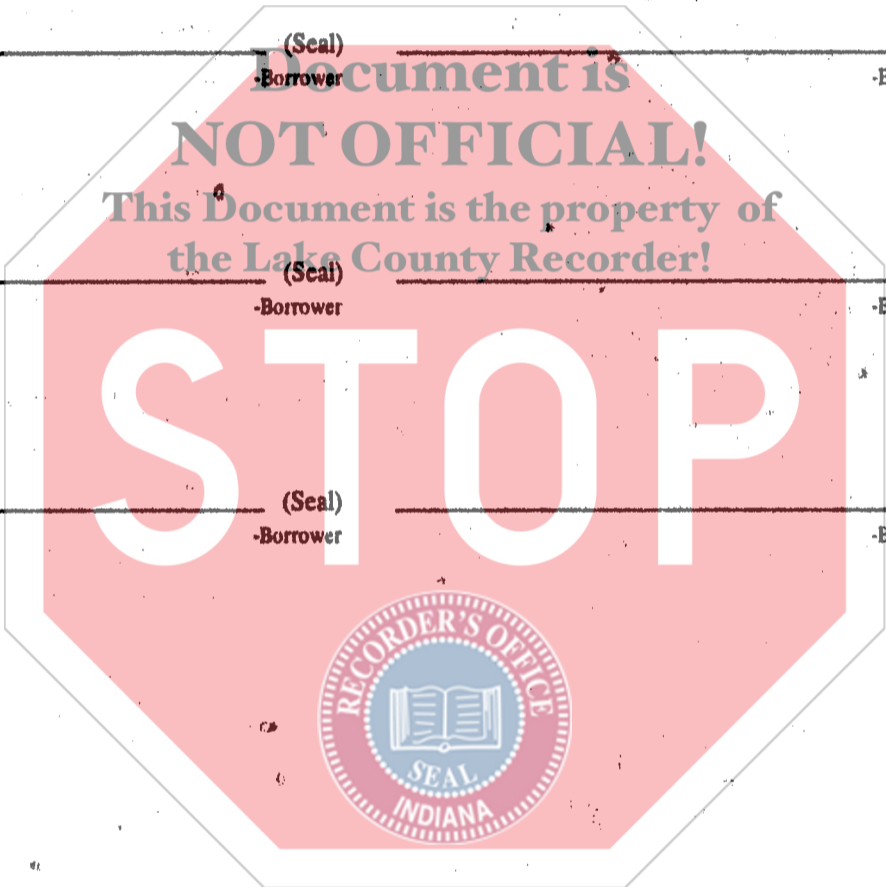 (Seal)
-Borrower
-B
Document is
NOT OFFICIAL!
This Document is the property of
the Lake County Recorder!
(Seal)
-Borrower
-B
STOP
(Seal)
-Borrower
-B
RECORDER'S OFFICE
SEAL
INDIANA